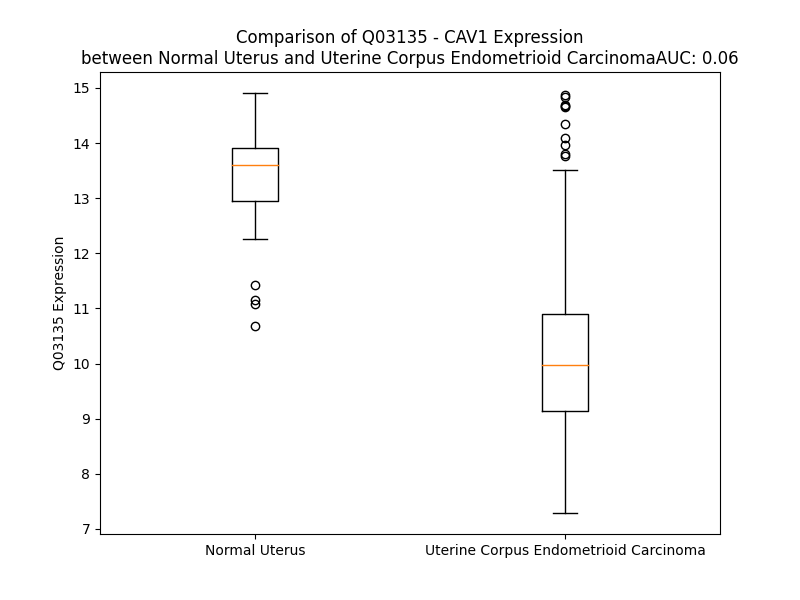 Comparison of Q03135 - CAV1 Expression
between Normal Uterus and Uterine Corpus Endometrioid CarcinomaAUC: 0.06
15
14
13
12
11
10
9
8
7
Q03135 Expression
Normal Uterus
Uterine Corpus Endometrioid Carcinoma